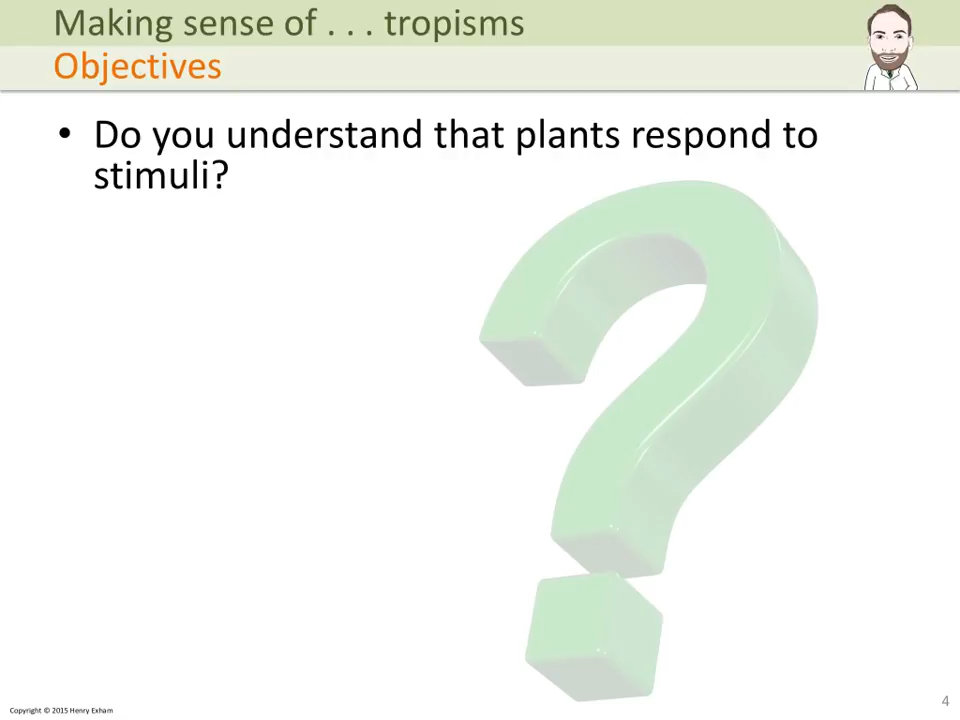 Making sense of . . . tropisms
Objectives
• Do you understand that plants respond to
stimuli?
Copyright © 2015 Henry Exham
4